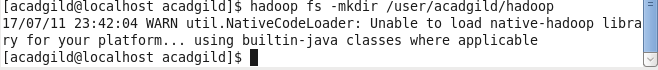 [acadgild@localhost acadgild]$ hadoop fs -mkdir /user/acadgild/hadoop
17/07/11 23:42:04 WARN util.NativeCodeLoader: Unable to load native-hadoop libra
ry for your platform... using builtin-java classes where applicable
[acadgild@localhost acadgild]$